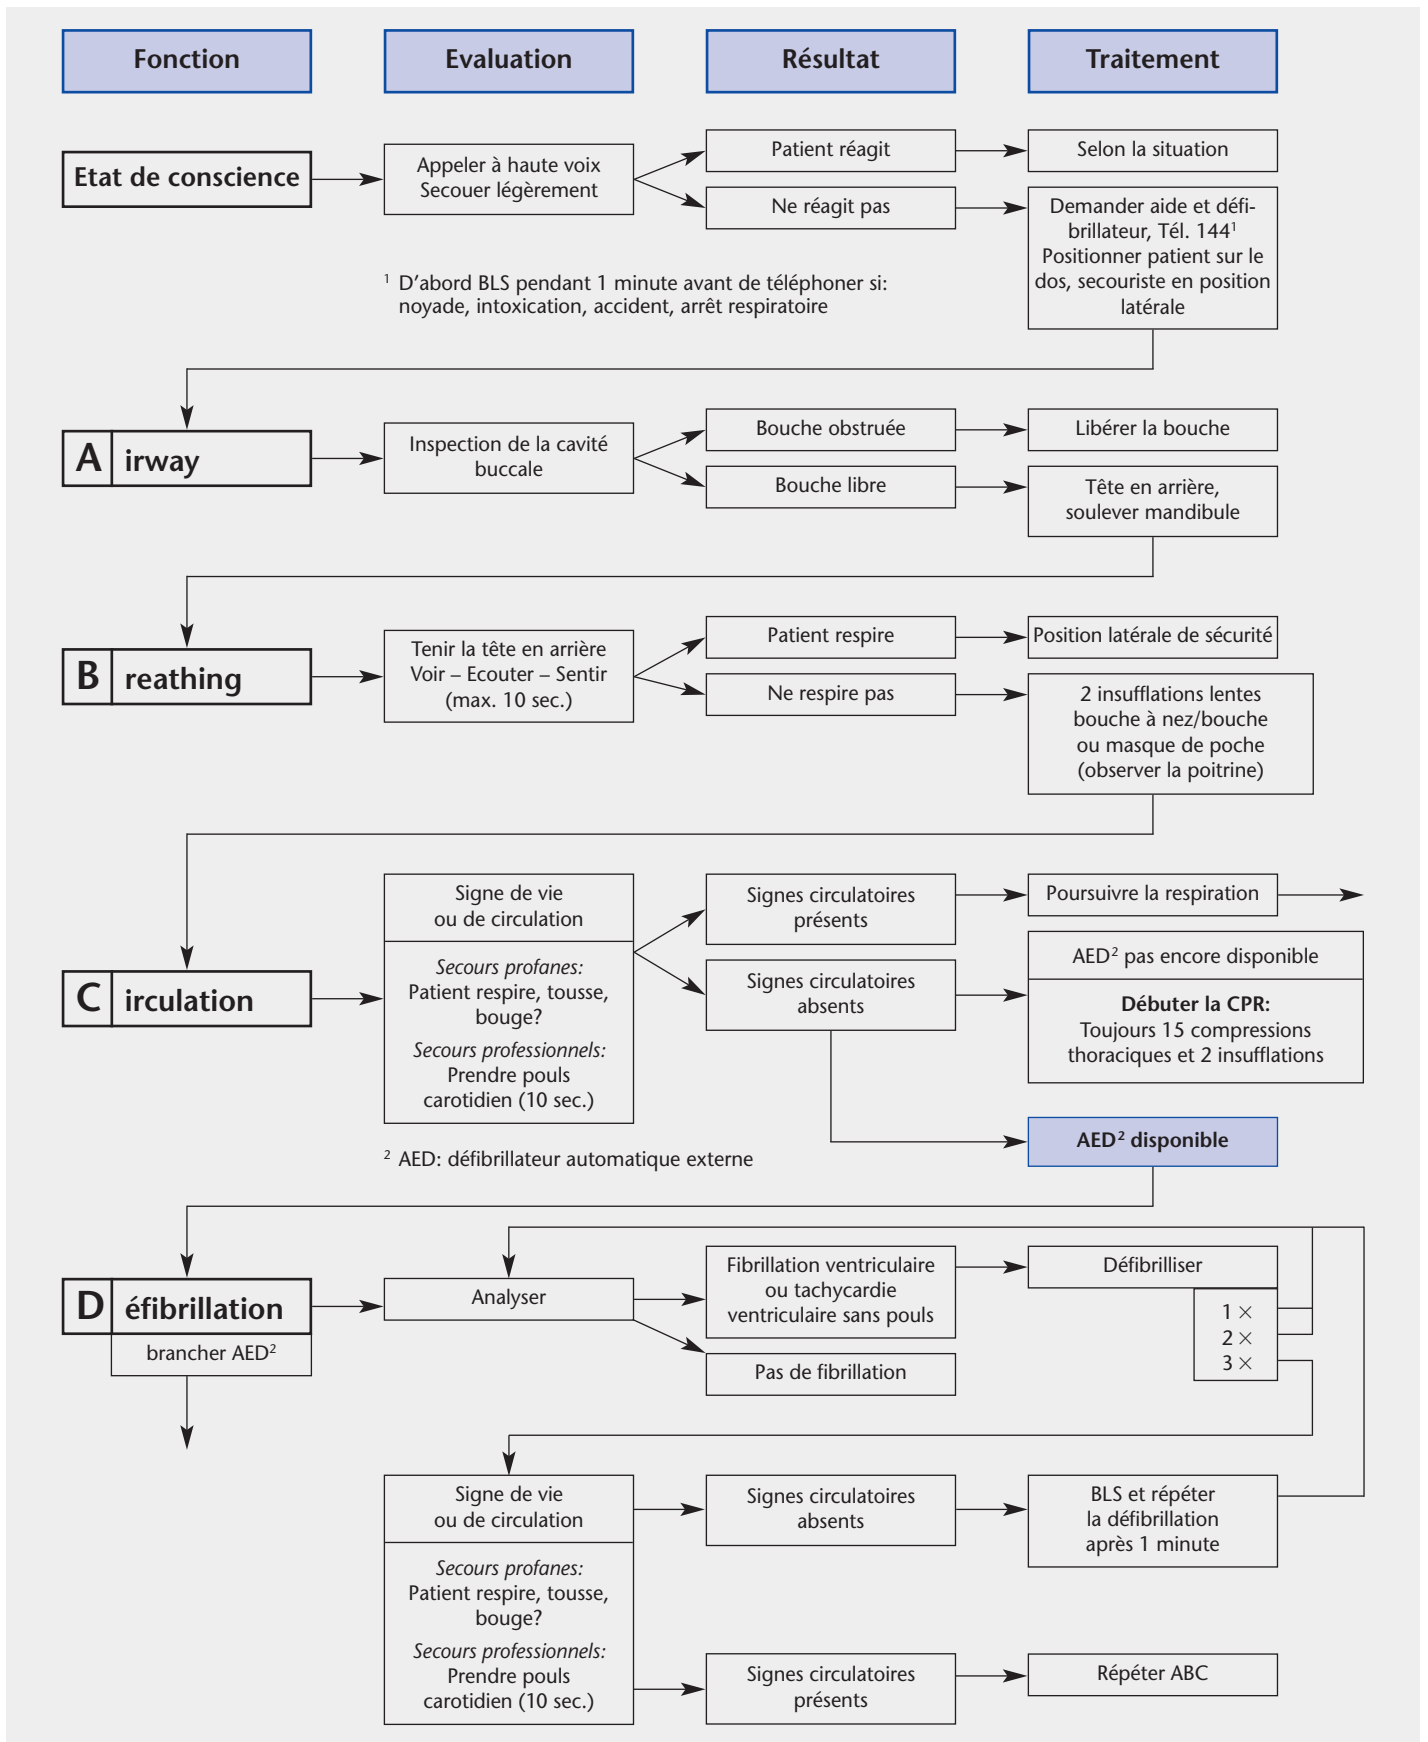 Fonction
Evaluation
Résultat
Traitement
Etat de conscience
Appeler à haute voix
Secouer légèrement
Patient réagit
Selon la situation
Ne réagit pas
Demander aide et défi-
brillateur, Tél. 144¹
Positionner patient sur le
dos, secouriste en position
latérale
¹ D'abord BLS pendant 1 minute avant de téléphoner si:
noyade, intoxication, accident, arrêt respiratoire
A irway
Inspection de la cavité
buccale
Bouche obstruée
Libérer la bouche
Bouche libre
Tête en arrière,
soulever mandibule
B reathing
Tenir la tête en arrière
Voir – Ecouter – Sentir
(max. 10 sec.)
Patient respire
Position latérale de sécurité
Ne respire pas
2 insufflations lentes
bouche à nez/bouche
ou masque de poche
(observer la poitrine)
C irculation
Signe de vie
ou de circulation
Secours profanes:
Patient respire, tousse,
bouge?
Secours professionnels:
Prendre pouls
carotidien (10 sec.)
Signes circulatoires
présents
Poursuivre la respiration
Signes circulatoires
absents
AED² pas encore disponible
Débuter la CPR:
Toujours 15 compressions
thoraciques et 2 insufflations
AED² disponible
² AED: défibrillateur automatique externe
D éfibrillation
brancher AED²
Analyser
Fibrillation ventriculaire
ou tachycardie
ventriculaire sans pouls
Défibrilliser
1 ×
2 ×
3 ×
Pas de fibrillation
Signe de vie
ou de circulation
Secours profanes:
Patient respire, tousse,
bouge?
Secours professionnels:
Prendre pouls
carotidien (10 sec.)
Signes circulatoires
absents
BLS et répéter
la défibrillation
après 1 minute
Signes circulatoires
présents
Répéter ABC